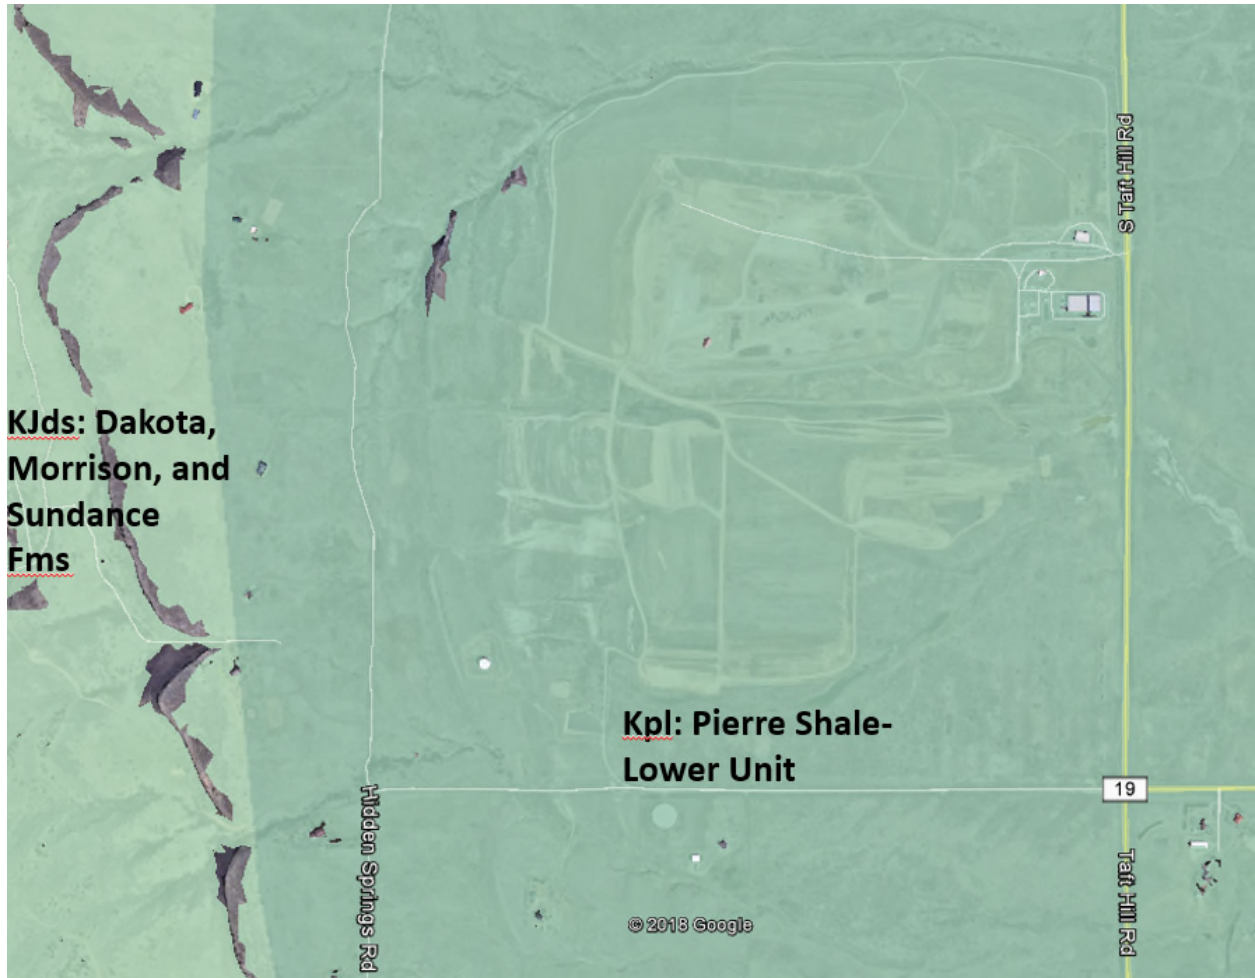 S Taft Hill Rd
KJds: Dakota,
Morrison, and
Sundance
Fms
Kpl: Pierre Shale-
Lower Unit
19
Hidden Springs Rd
Taft Hill Rd
© 2018 Google